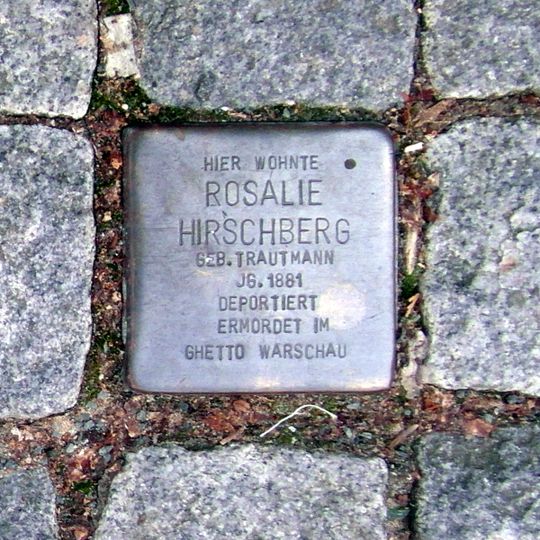 HIER WOHNTE
ROSALIE
HIRSCHBERG
GEB. TRAUTMANN
JG. 1881
DEPORTIERT
ERMORDET IM
GHETTO WARSCHAU